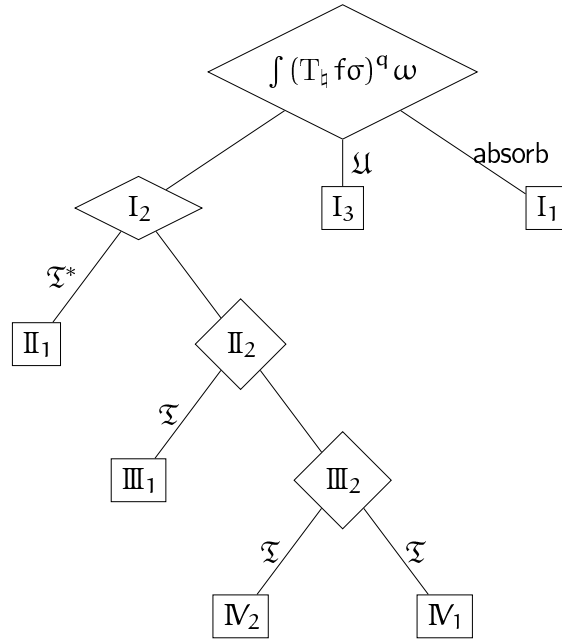 ∫ (T♮ fσ)^q ω
𝔘
absorb
I₂
I₃
I₁
𝔗*
II₁
II₂
𝔗
III₁
III₂
𝔗
𝔗
IV₂
IV₁